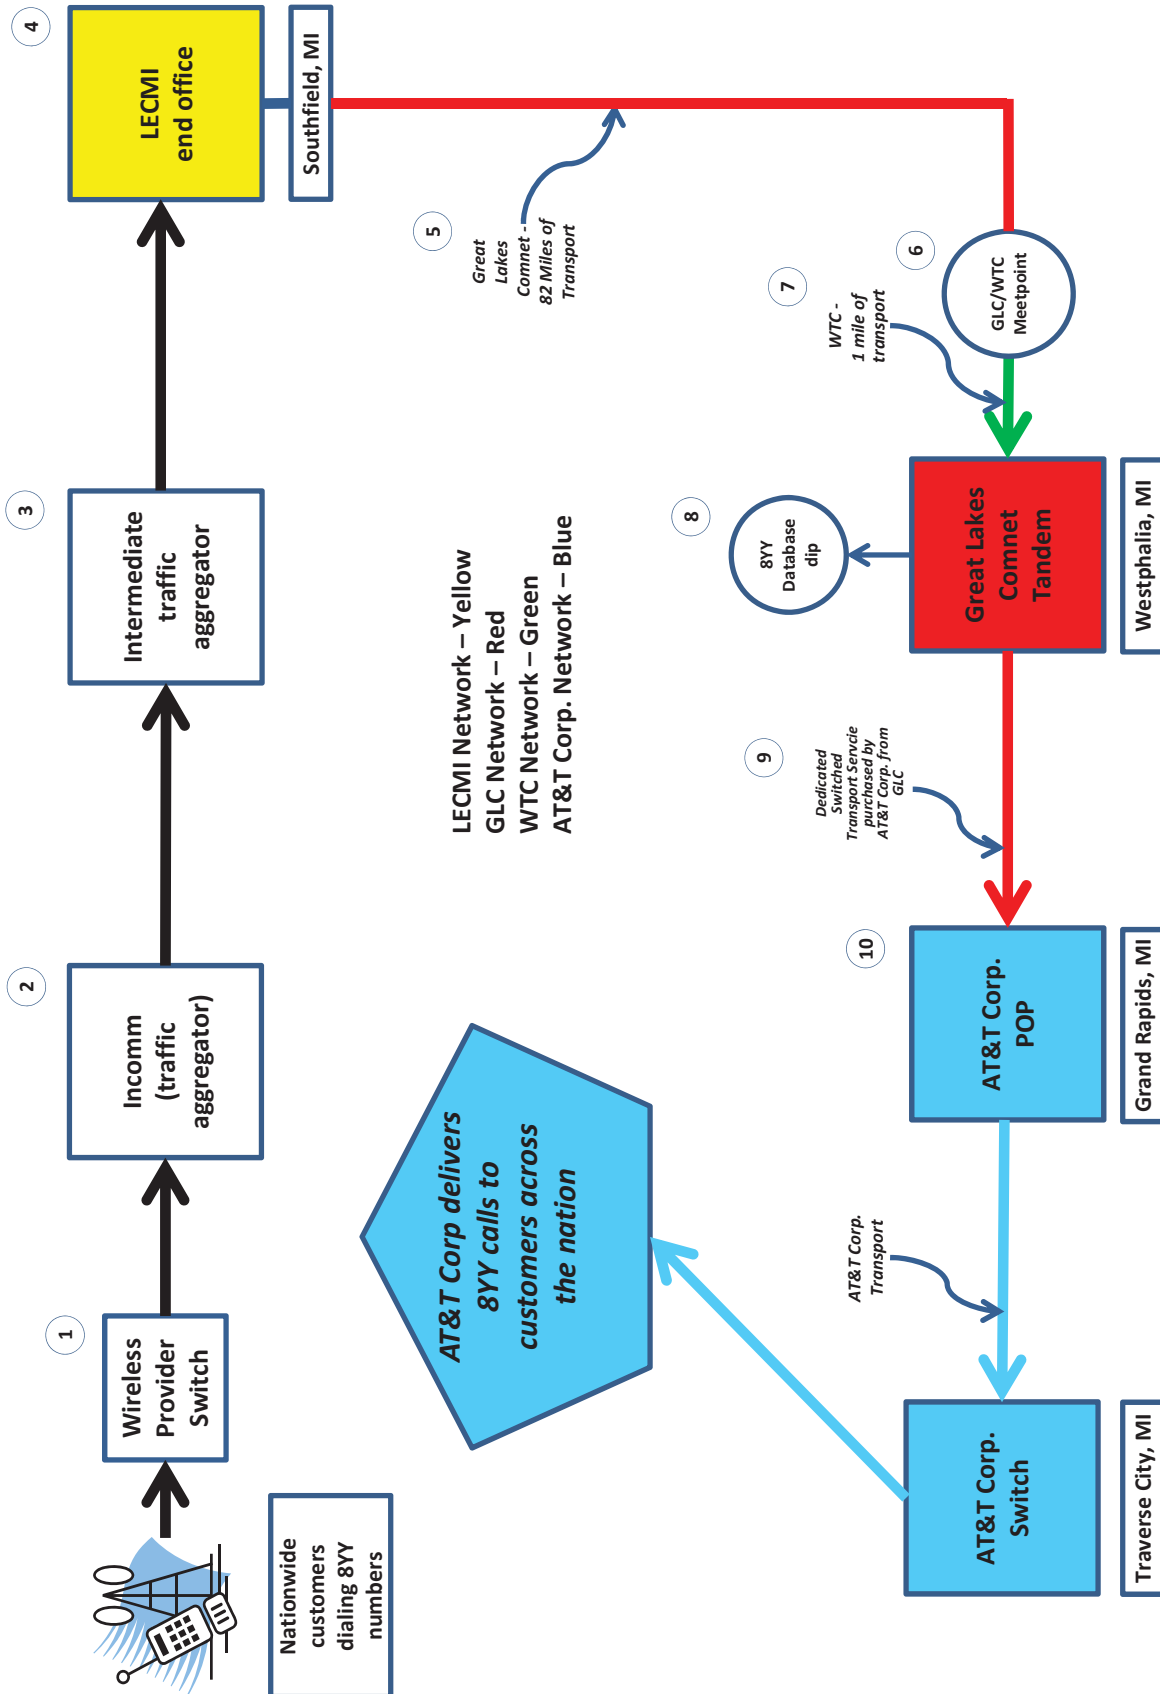 1
2
3
4
Wireless
Provider
Switch
Incomm
(traffic
aggregator)
Intermediate
traffic
aggregator
LECMI
end office
Southfield, MI
Nationwide
customers
dialing 8YY
numbers
AT&T Corp delivers
8YY calls to
customers across
the nation
LECMI Network – Yellow
GLC Network – Red
WTC Network – Green
AT&T Corp. Network – Blue
5
Great
Lakes
Comnet -
82 Miles of
Transport
6
GLC/WTC
Meetpoint
7
WTC -
1 mile of
transport
8
8YY
Database
dip
Great Lakes
Comnet
Tandem
Westphalia, MI
9
Dedicated
Switched
Transport Servcie
purchased by
AT&T Corp. from
GLC
10
AT&T Corp.
POP
Grand Rapids, MI
AT&T Corp.
Transport
AT&T Corp.
Switch
Traverse City, MI